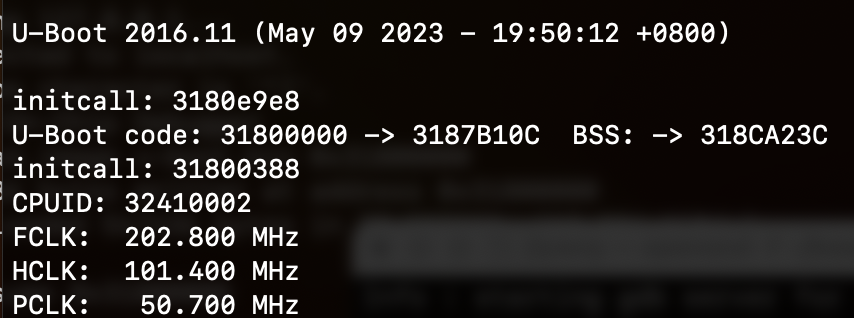 U-Boot 2016.11 (May 09 2023 - 19:50:12 +0800)
initcall: 3180e9e8
U-Boot code: 31800000 -> 3187B10C  BSS: -> 318CA23C
initcall: 31800388
CPUID: 32410002
FCLK:   202.800 MHz
HCLK:   101.400 MHz
PCLK:    50.700 MHz